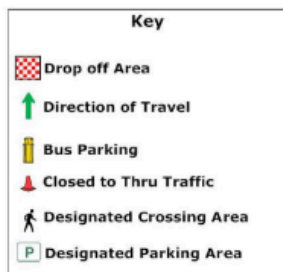 Key
Drop off Area
Direction of Travel
Bus Parking
Closed to Thru Traffic
Designated Crossing Area
P Designated Parking Area